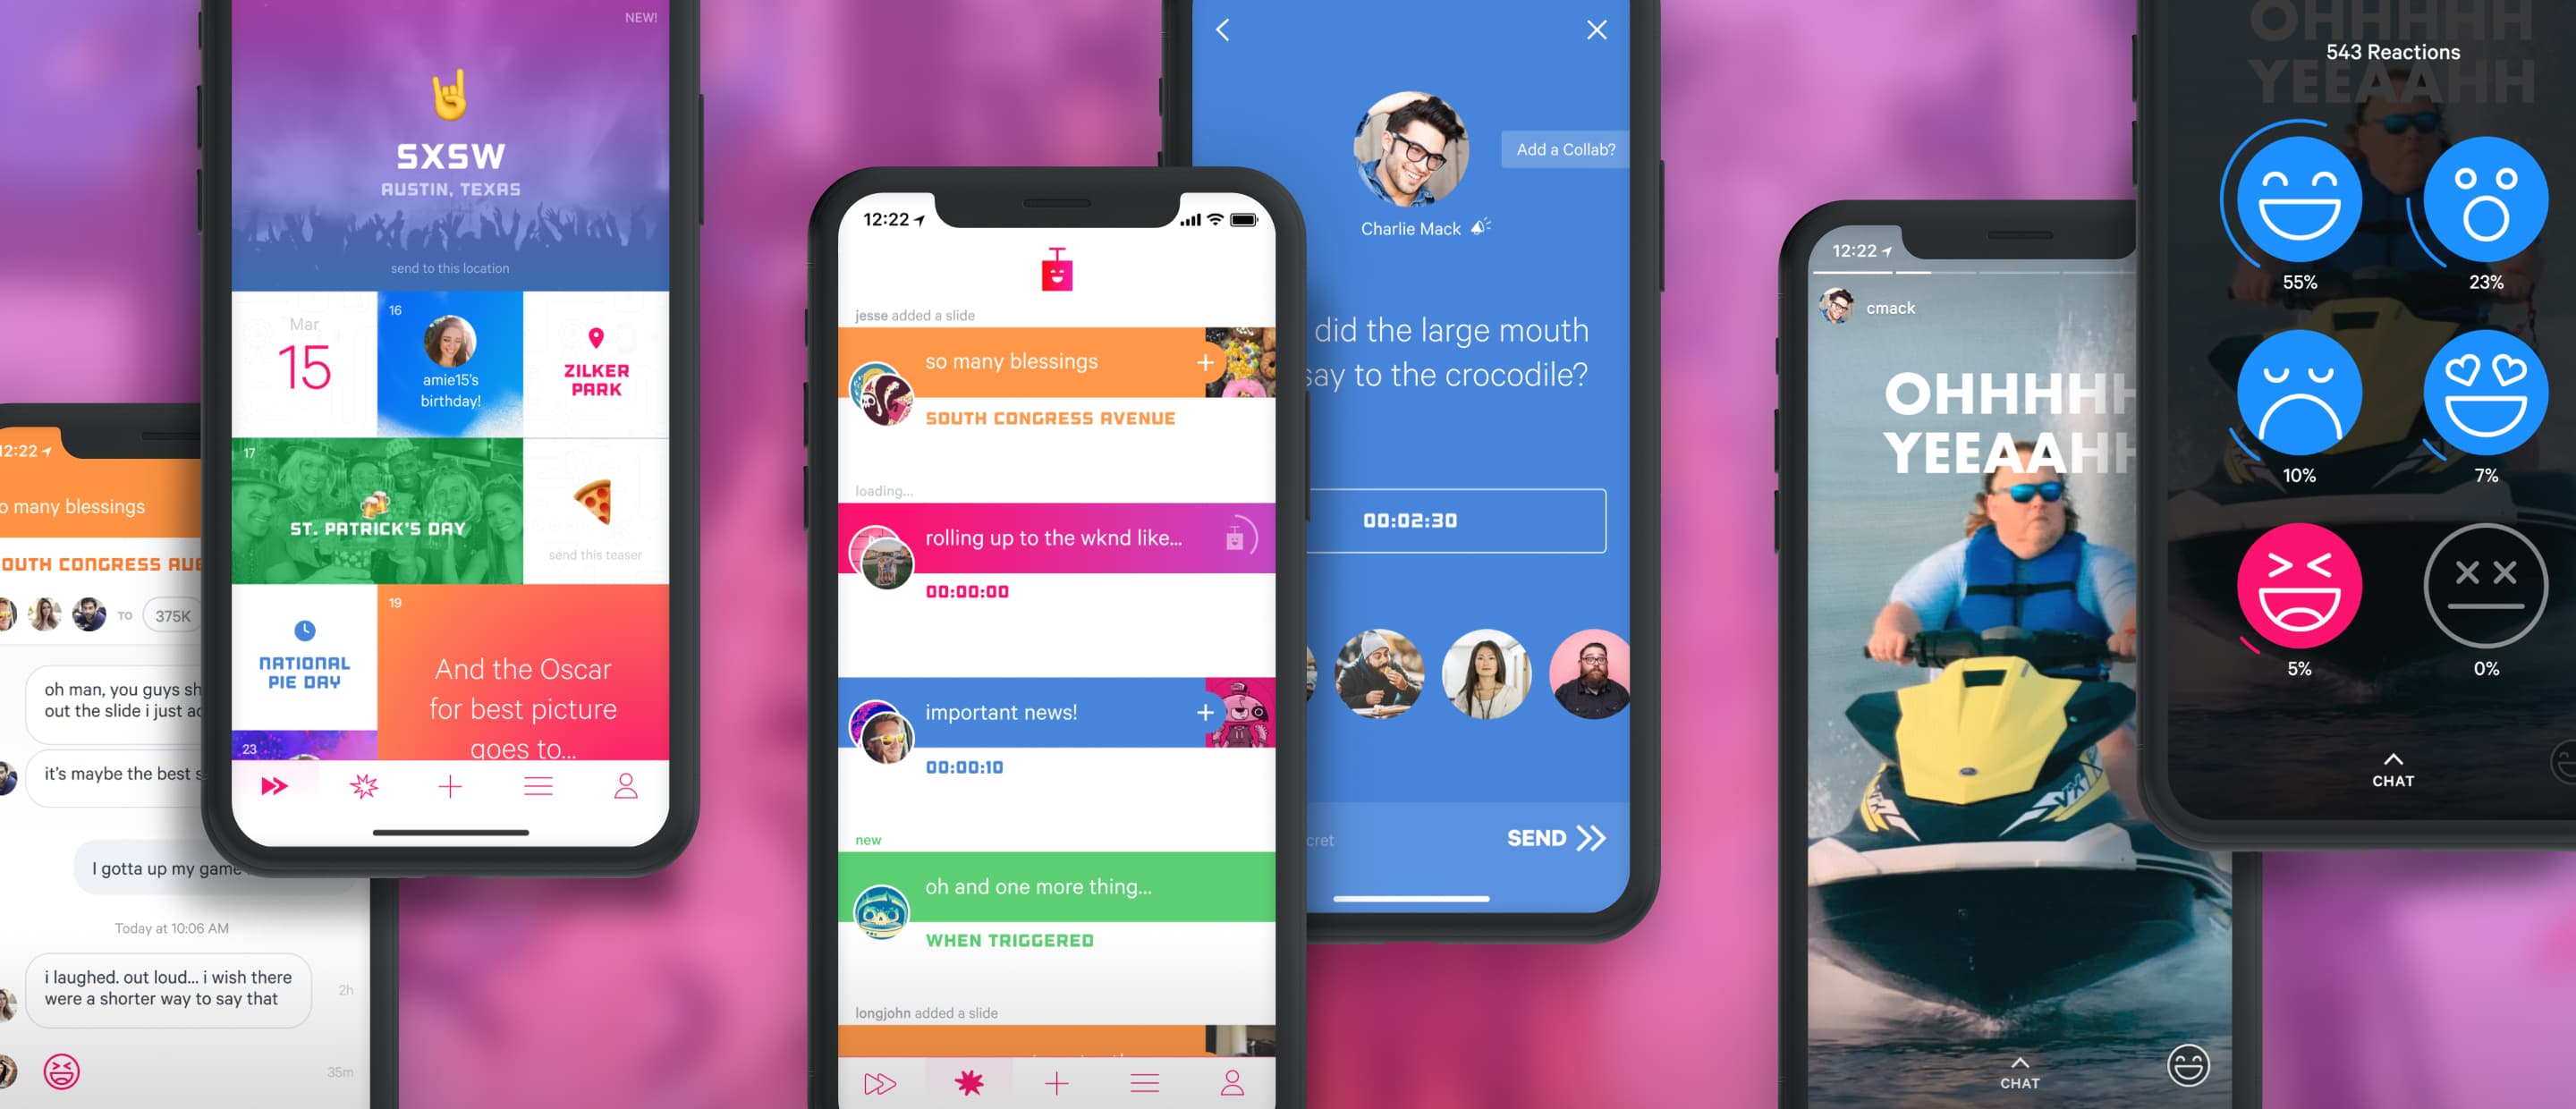 12:22
so many blessings
SOUTH CONGRESS AVE
TO
375K
oh man, you guys sh
out the slide i just ad
it's maybe the best s
I gotta up my game
Today at 10:06 AM
i laughed. out loud... i wish there
were a shorter way to say that
2h
35m
NEW!
SXSW
AUSTIN, TEXAS
send to this location
Mar
15
16
amie15's
birthday!
ZILKER
PARK
17
ST. PATRICK'S DAY
send this teaser
NATIONAL
PIE DAY
19
And the Oscar
for best picture
goes to...
23
12:22
jesse added a slide
so many blessings
+
SOUTH CONGRESS AVENUE
loading...
rolling up to the wknd like...
00:00:00
important news!
+
00:00:10
new
oh and one more thing...
WHEN TRIGGERED
longjohn added a slide
Add a Collab?
Charlie Mack
did the large mouth
say to the crocodile?
00:02:30
cret
SEND
12:22
cmack
OHHHHH
YEEAAHH
CHAT
OHHHHHH
YEEAAHH
543 Reactions
55%
23%
10%
7%
5%
0%
CHAT